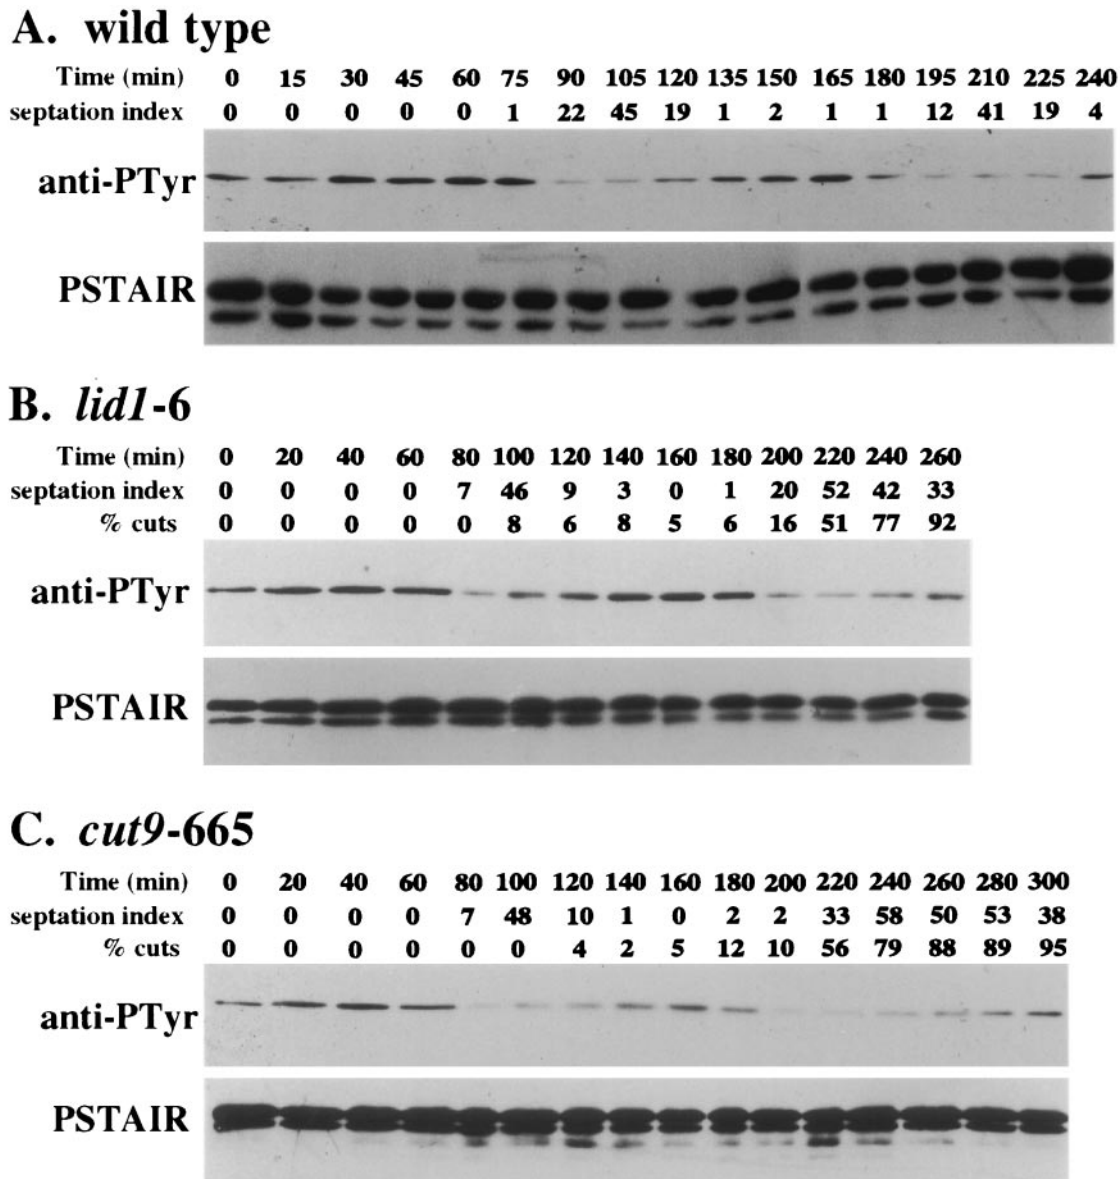 A. wild type
Time (min) 0 15 30 45 60 75 90 105 120 135 150 165 180 195 210 225 240
septation index 0 0 0 0 0 1 22 45 19 1 2 1 1 12 41 19 4
anti-PTyr
PSTAIR
B. lid1-6
Time (min) 0 20 40 60 80 100 120 140 160 180 200 220 240 260
septation index 0 0 0 0 7 46 9 3 0 1 20 52 42 33
% cuts 0 0 0 0 0 8 6 8 5 6 16 51 77 92
anti-PTyr
PSTAIR
C. cut9-665
Time (min) 0 20 40 60 80 100 120 140 160 180 200 220 240 260 280 300
septation index 0 0 0 0 7 48 10 1 0 2 2 33 58 50 53 38
% cuts 0 0 0 0 0 0 4 2 5 12 10 56 79 88 89 95
anti-PTyr
PSTAIR